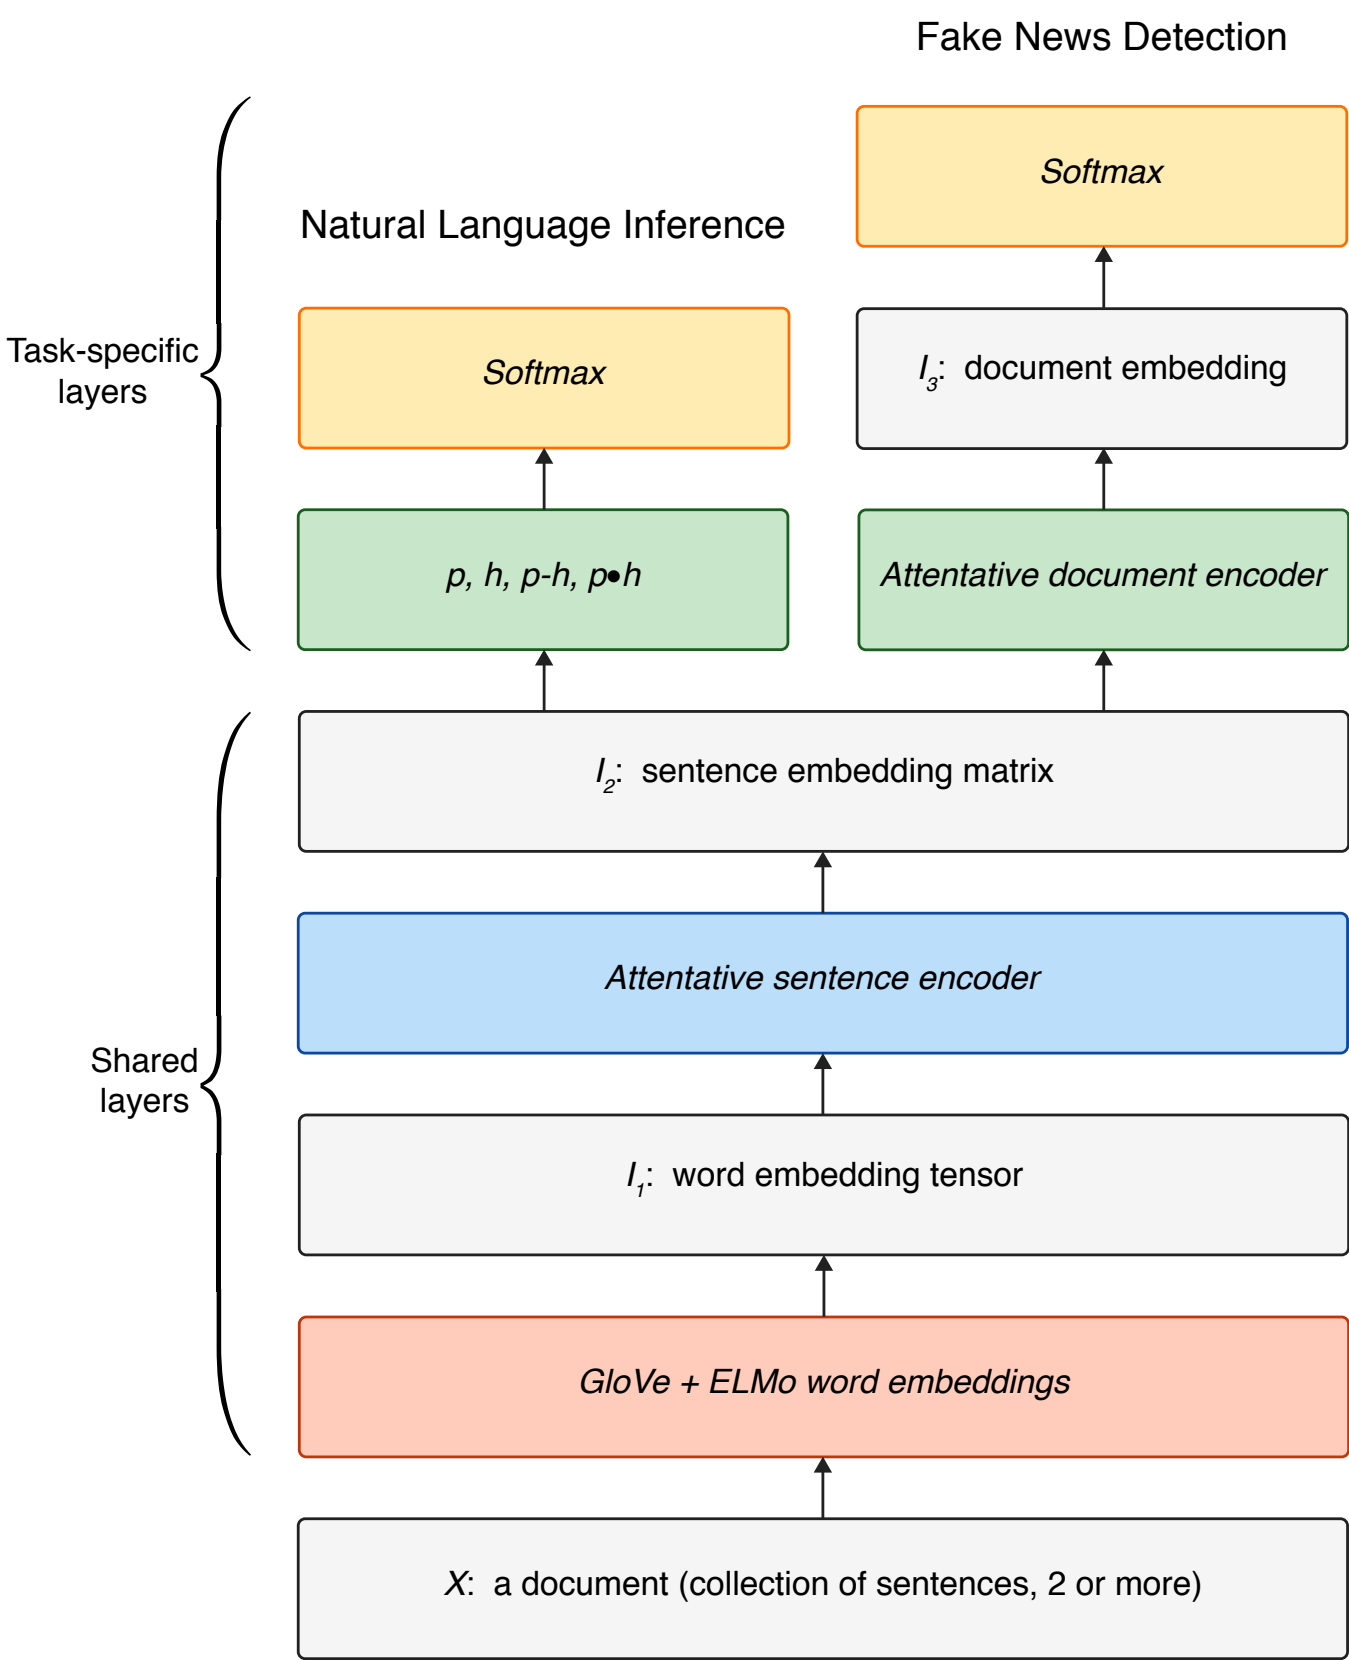 Fake News Detection
Softmax
Natural Language Inference
Softmax
l3: document embedding
Task-specific
layers
p, h, p-h, p•h
Attentative document encoder
l2: sentence embedding matrix
Attentative sentence encoder
Shared
layers
l1: word embedding tensor
GloVe + ELMo word embeddings
X: a document (collection of sentences, 2 or more)